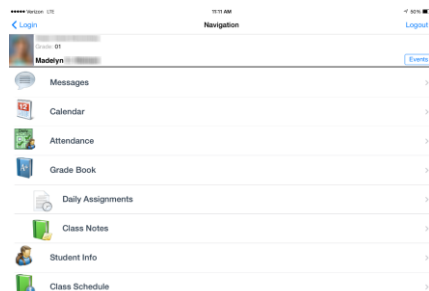 Verizon LTE 11:11 AM 50%
Login Navigation Logout
Grade: 01
Madelyn Events
Messages
Calendar
Attendance
Grade Book
Daily Assignments
Class Notes
Student Info
Class Schedule